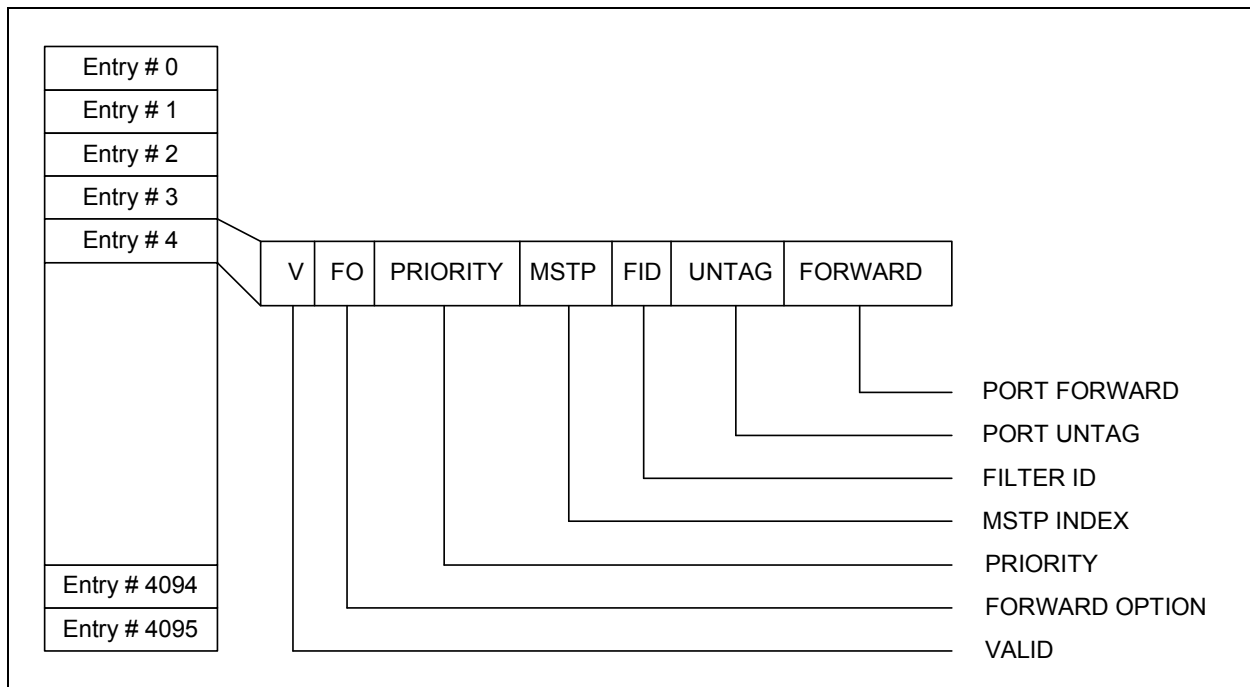 Entry # 0
Entry # 1
Entry # 2
Entry # 3
Entry # 4
V FO PRIORITY MSTP FID UNTAG FORWARD
PORT FORWARD
PORT UNTAG
FILTER ID
MSTP INDEX
PRIORITY
FORWARD OPTION
VALID
Entry # 4094
Entry # 4095